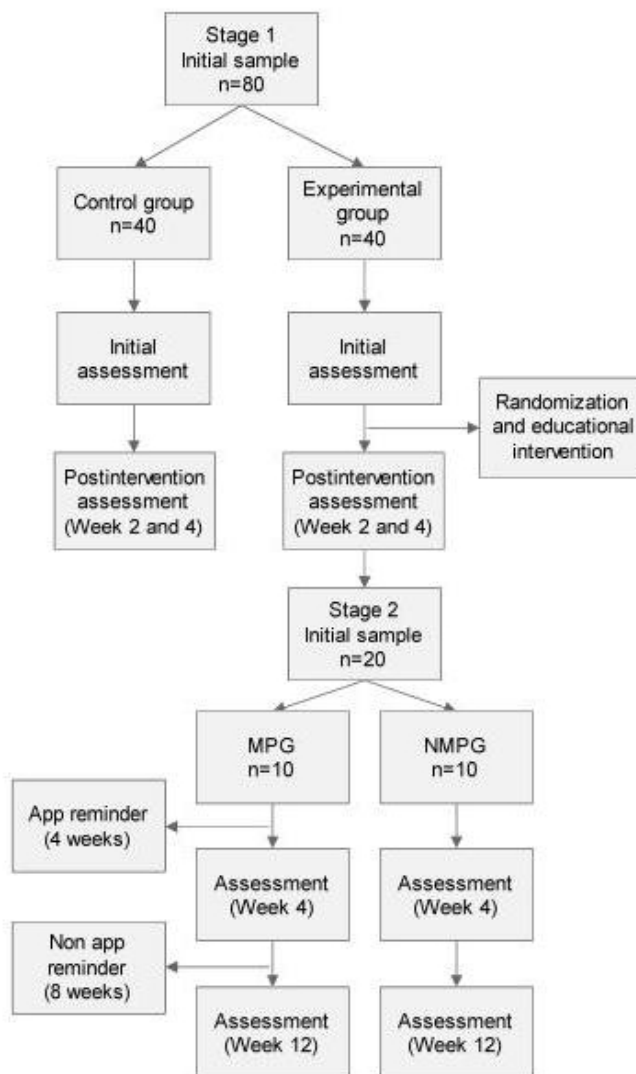 Stage 1
Initial sample
n=80
Control group
n=40
Experimental
group
n=40
Initial
assessment
Initial
assessment
Randomization
and educational
intervention
Postintervention
assessment
(Week 2 and 4)
Postintervention
assessment
(Week 2 and 4)
Stage 2
Initial sample
n=20
MPG
n=10
NMPG
n=10
App reminder
(4 weeks)
Assessment
(Week 4)
Assessment
(Week 4)
Non app
reminder
(8 weeks)
Assessment
(Week 12)
Assessment
(Week 12)